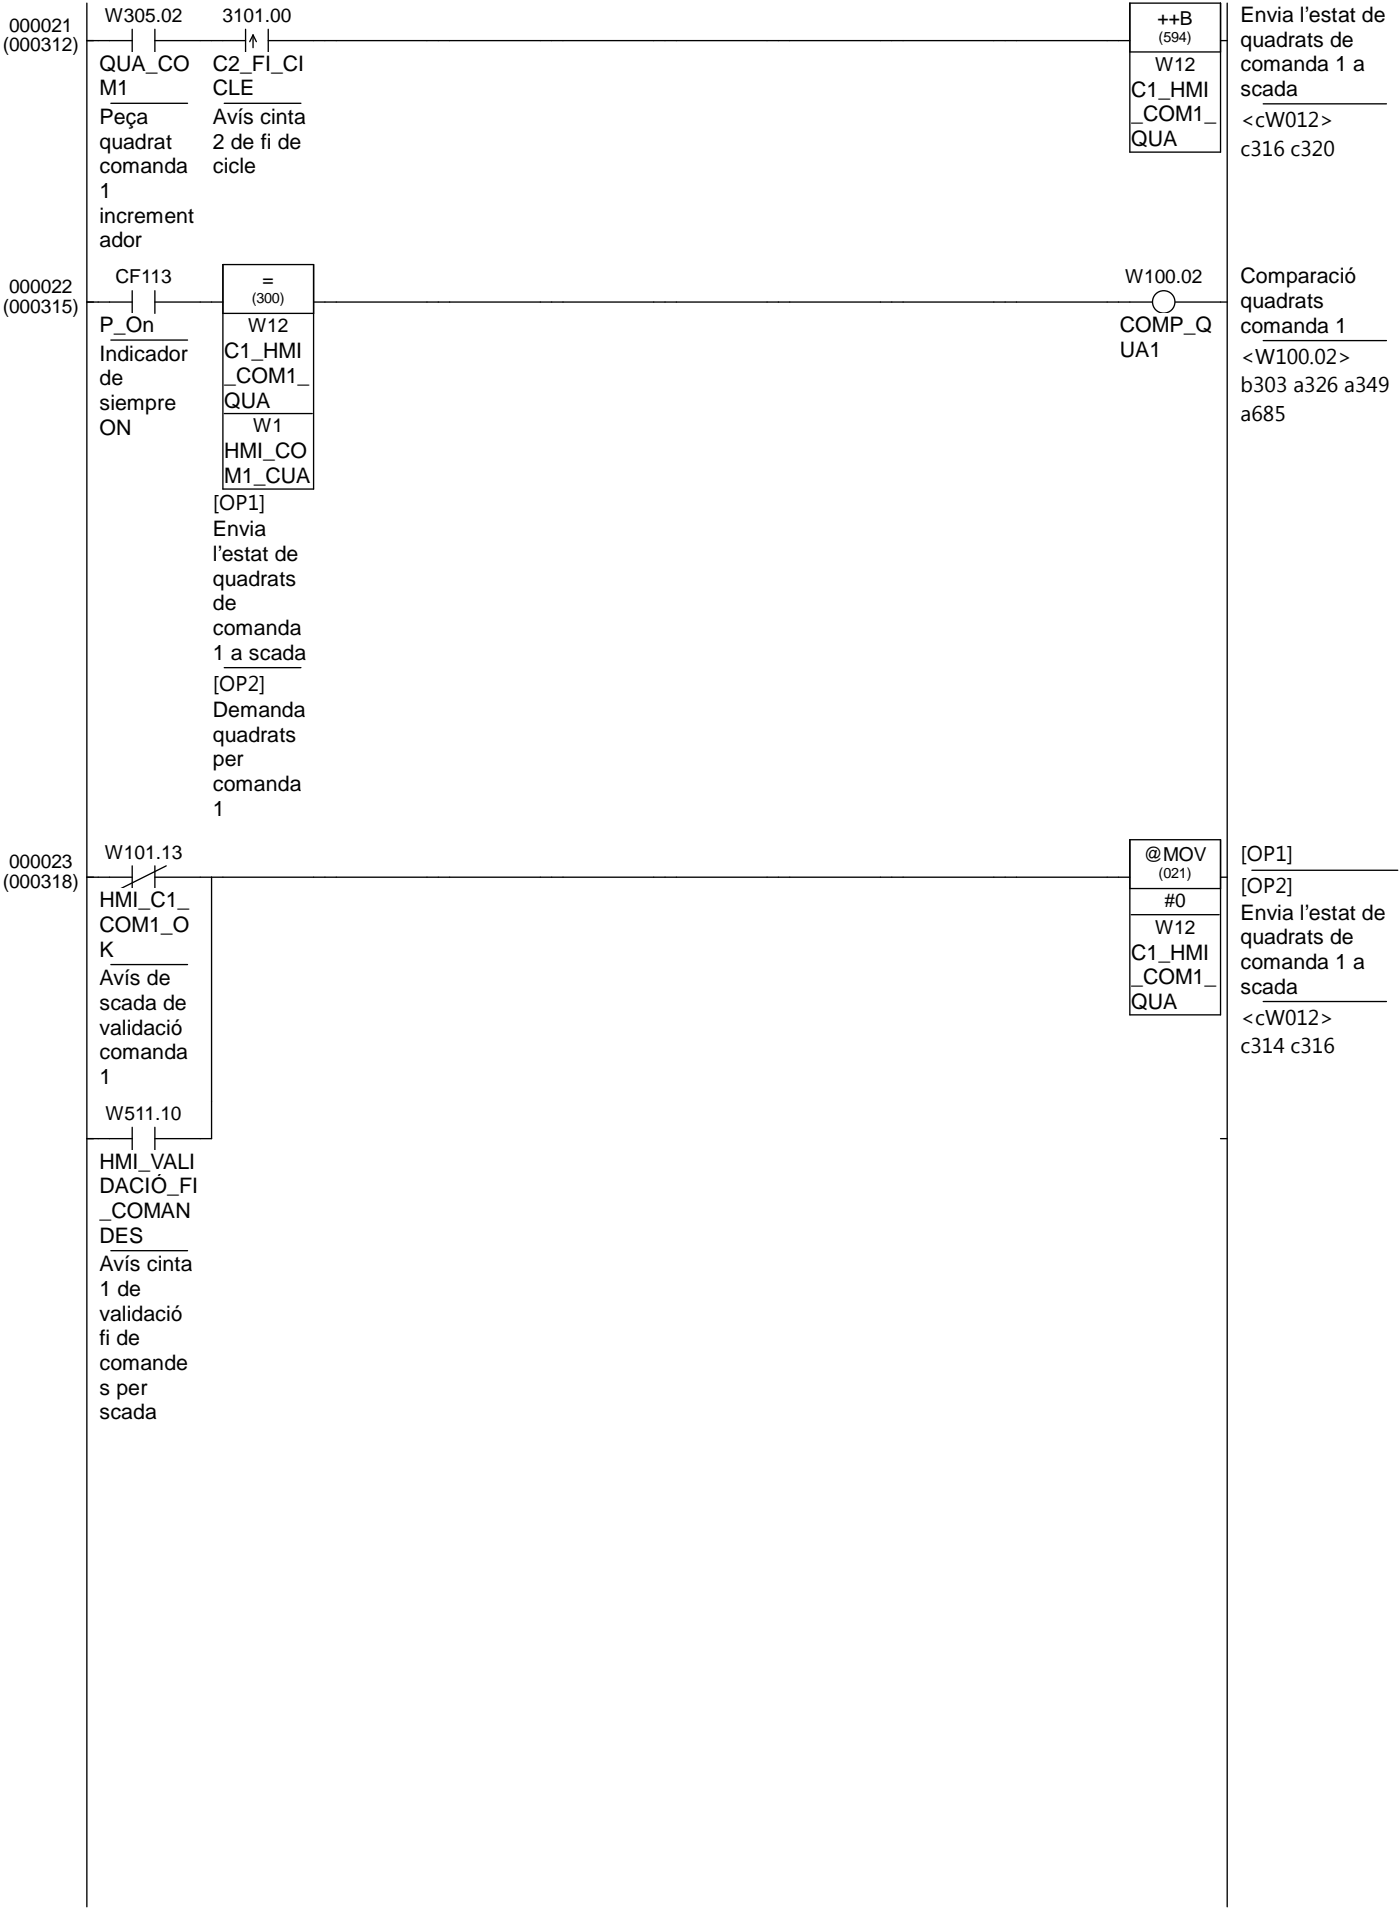 000021
(000312)
W305.02
QUA_CO
M1
Peça
quadrat
comanda
1
increment
ador
3101.00
C2_FI_CI
CLE
Avís cinta
2 de fi de
cicle
++B
(594)
W12
C1_HMI
_COM1_
QUA
Envia l’estat de
quadrats de
comanda 1 a
scada
<cW012>
c316 c320
000022
(000315)
CF113
P_On
Indicador
de
siempre
ON
=
(300)
W12
C1_HMI
_COM1_
QUA
W1
HMI_CO
M1_CUA
[OP1]
Envia
l’estat de
quadrats
de
comanda
1 a scada
[OP2]
Demanda
quadrats
per
comanda
1
W100.02
COMP_Q
UA1
Comparació
quadrats
comanda 1
<W100.02>
b303 a326 a349
a685
000023
(000318)
W101.13
HMI_C1_
COM1_O
K
Avís de
scada de
validació
comanda
1
W511.10
HMI_VALI
DACIÓ_FI
_COMAN
DES
Avís cinta
1 de
validació
fi de
comande
s per
scada
@MOV
(021)
#0
W12
C1_HMI
_COM1_
QUA
[OP1]
[OP2]
Envia l’estat de
quadrats de
comanda 1 a
scada
<cW012>
c314 c316